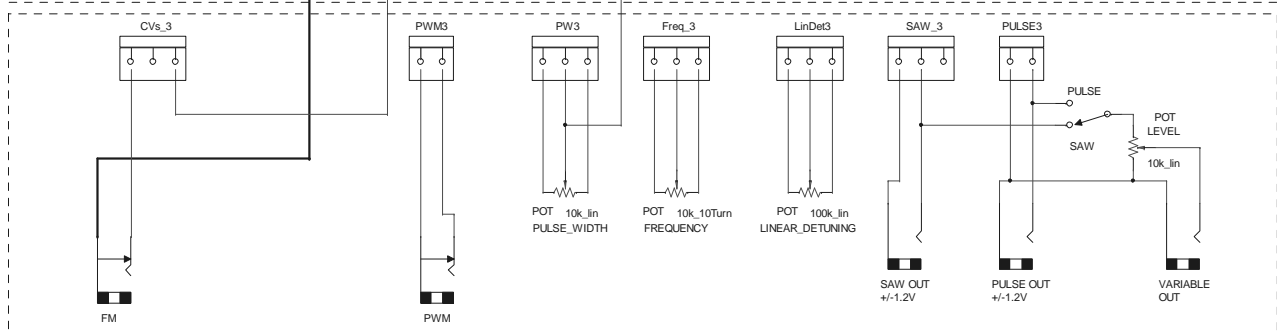 CVs_3
PWM3
PW3
Freq_3
LinDet3
SAW_3
PULSE3
PULSE
SAW
POT
LEVEL
10k_lin
POT 10k_lin
PULSE_WIDTH
POT 10k_10Turn
FREQUENCY
POT 100k_lin
LINEAR_DETUNING
FM
PWM
SAW OUT
+/-1.2V
PULSE OUT
+/-1.2V
VARIABLE
OUT